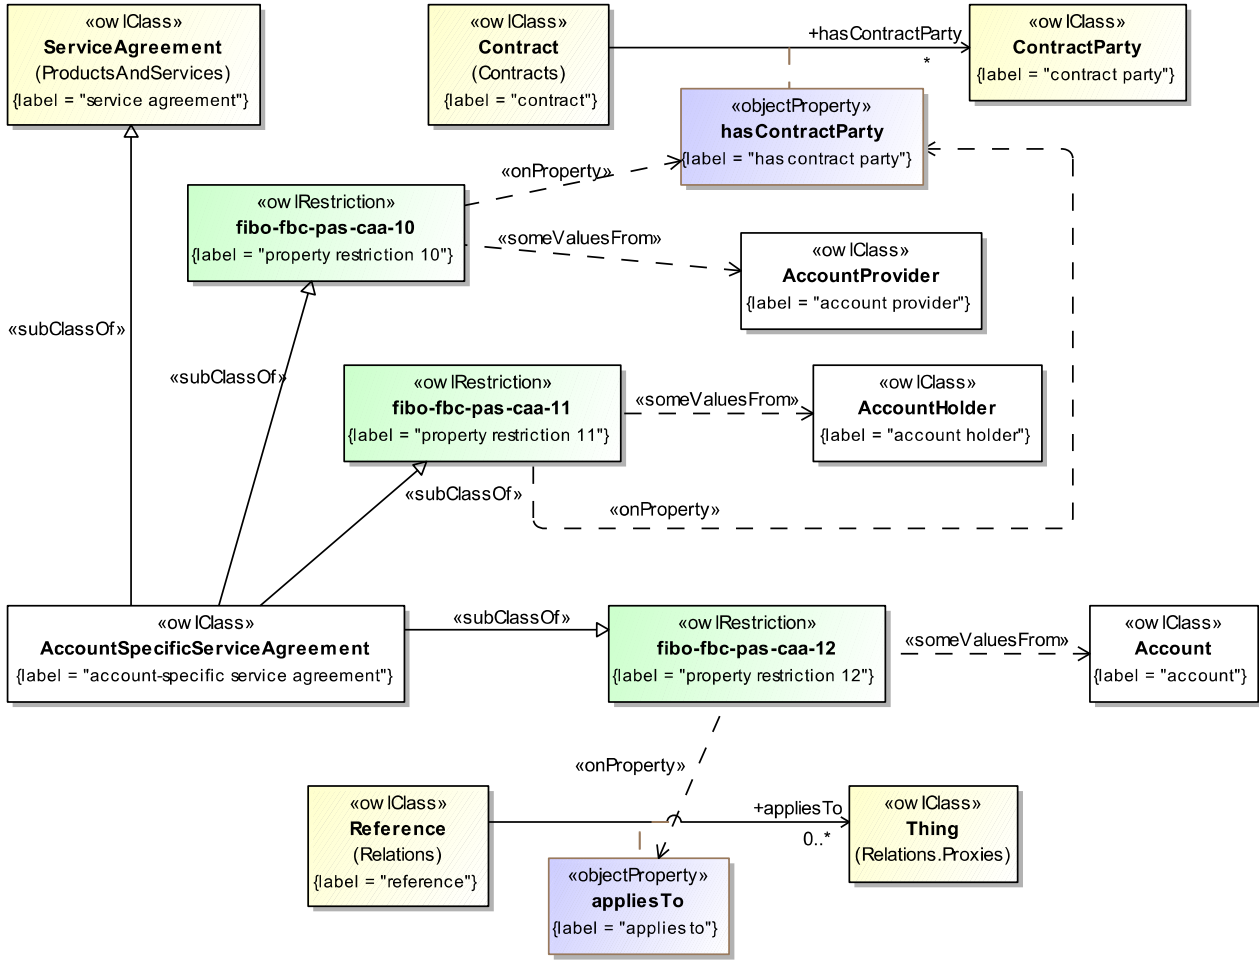 «owlClass»
ServiceAgreement
(ProductsAndServices)
{label = "service agreement"}
«owlClass»
Contract
(Contracts)
{label = "contract"}
+hasContractParty
*
«owlClass»
ContractParty
{label = "contract party"}
«objectProperty»
hasContractParty
{label = "has contract party"}
«onProperty»
«owlRestriction»
fibo-fbc-pas-caa-10
{label = "property restriction 10"}
«someValuesFrom»
«owlClass»
AccountProvider
{label = "account provider"}
«subClassOf»
«subClassOf»
«owlRestriction»
fibo-fbc-pas-caa-11
{label = "property restriction 11"}
«someValuesFrom»
«owlClass»
AccountHolder
{label = "account holder"}
«subClassOf»
«onProperty»
«owlClass»
AccountSpecificServiceAgreement
{label = "account-specific service agreement"}
«subClassOf»
«owlRestriction»
fibo-fbc-pas-caa-12
{label = "property restriction 12"}
«someValuesFrom»
«owlClass»
Account
{label = "account"}
«onProperty»
«owlClass»
Reference
(Relations)
{label = "reference"}
+appliesTo
0..*
«owlClass»
Thing
(Relations.Proxies)
«objectProperty»
appliesTo
{label = "applies to"}